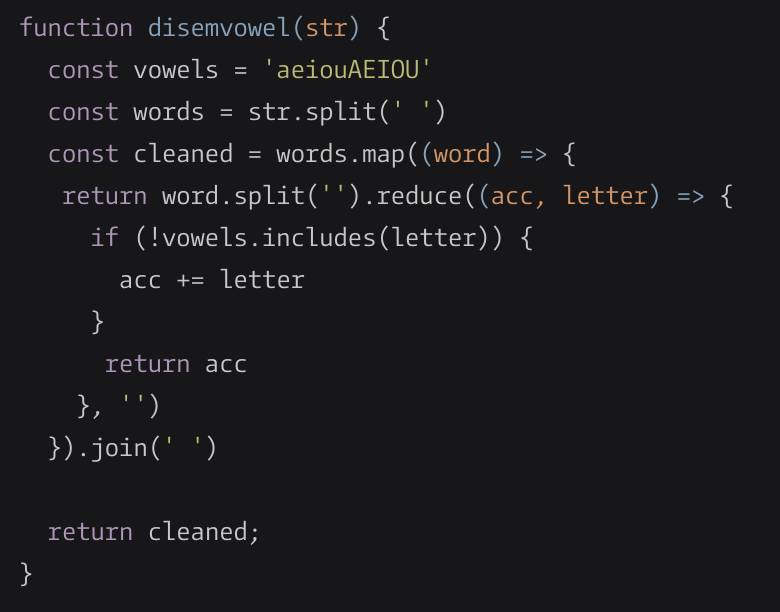 function disemvowel(str) {
  const vowels = 'aeiouAEIOU'
  const words = str.split(' ')
  const cleaned = words.map((word) => {
   return word.split('').reduce((acc, letter) => {
     if (!vowels.includes(letter)) {
       acc += letter
     }
      return acc
    }, '')
  }).join(' ')

  return cleaned;
}